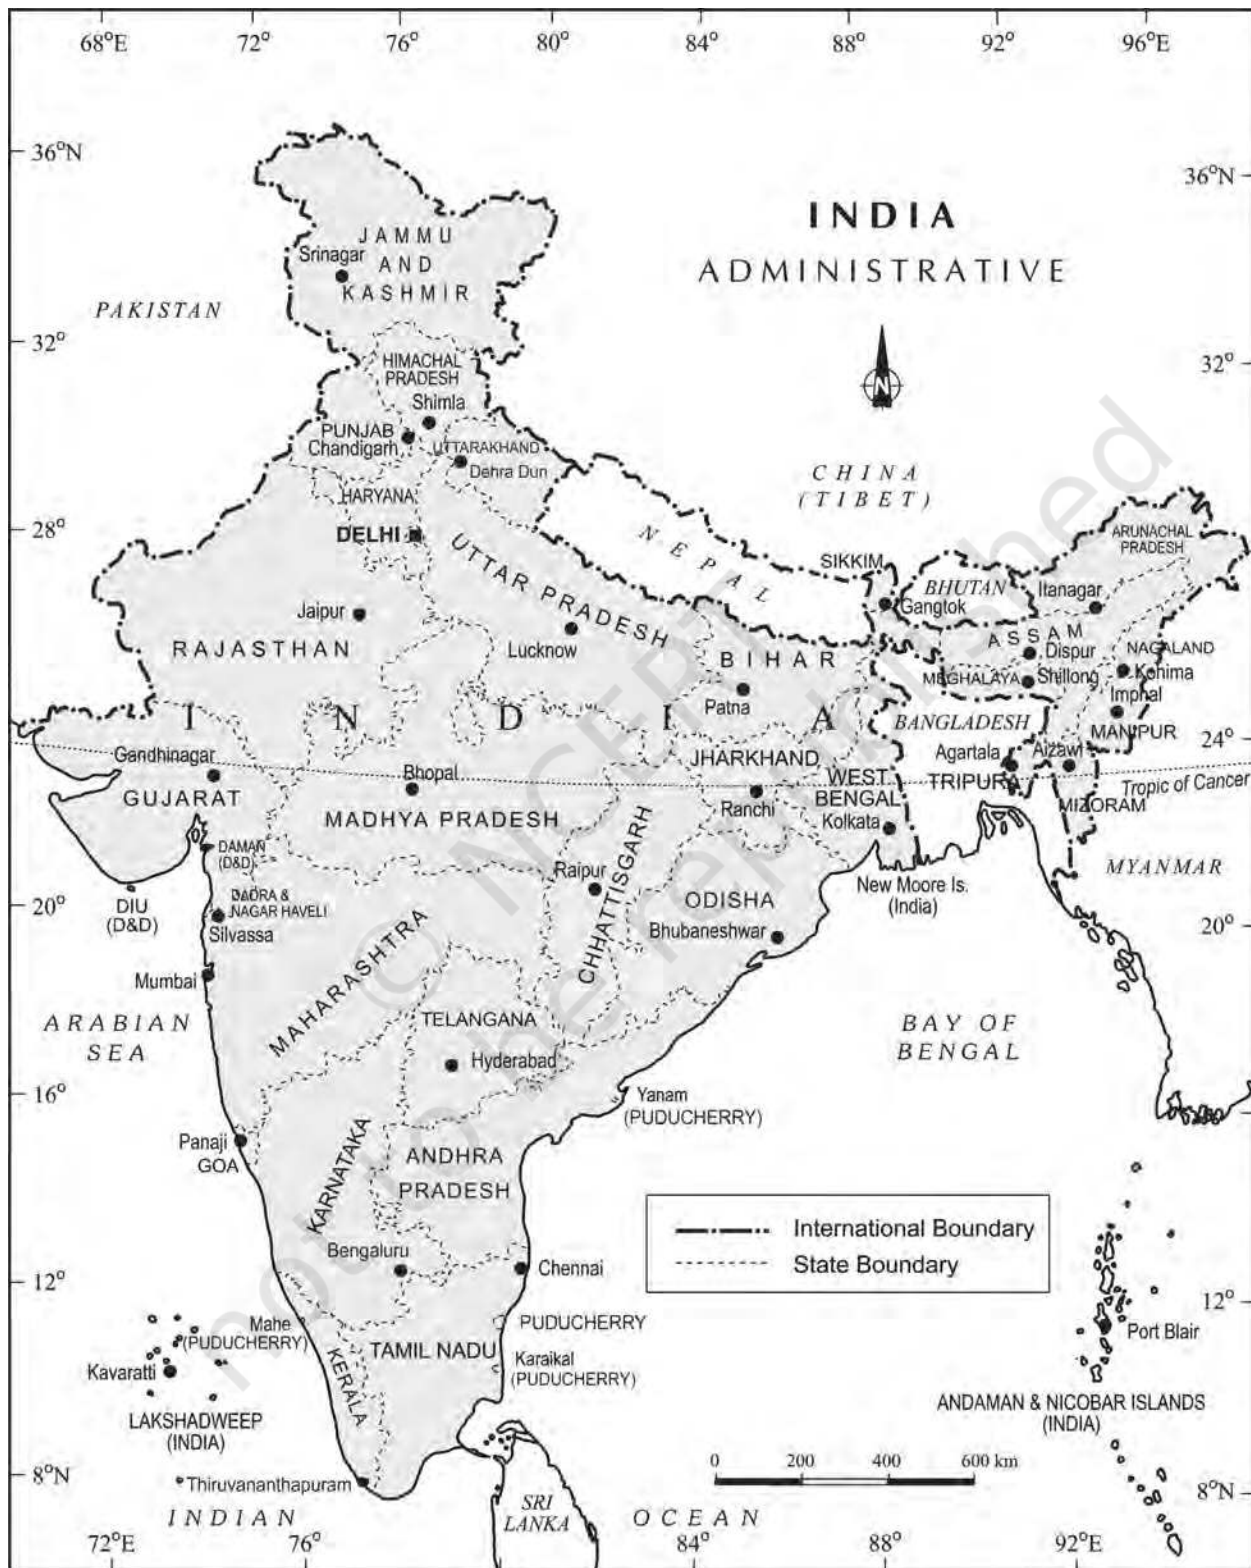 68°E
72°
76°
80°
84°
88°
92°
96°E
36°N
36°N
INDIA
ADMINISTRATIVE
JAMMU
AND
KASHMIR
Srinagar
PAKISTAN
32°
32°
HIMACHAL
PRADESH
Shimla
N
PUNJAB
Chandigarh
UTTARAKHAND
Dehra Dun
CHINA
(TIBET)
HARYANA
28°
28°
DELHI
UTTAR PRADESH
NEPAL
SIKKIM
BHUTAN
ARUNACHAL
PRADESH
Itanagar
Gangtok
Jaipur
RAJASTHAN
Lucknow
BIHAR
Patna
ASSAM
Dispur
NAGALAND
MEGHALAYA
Shillong
Kohima
Imphal
MANIPUR
INDIA
BANGLADESH
24°
Gandhinagar
GUJARAT
Bhopal
MADHYA PRADESH
JHARKHAND
Ranchi
WEST
BENGAL
Kolkata
Agartala
TRIPURA
Aizawl
MIZORAM
Tropic of Cancer
DAMAN
(D&D)
DIU
(D&D)
DADRA &
NAGAR HAVELI
Silvassa
20°
20°
Raipur
CHHATTISGARH
ODISHA
Bhubaneshwar
New Moore Is.
(India)
MYANMAR
Mumbai
MAHARASHTRA
ARABIAN
SEA
TELANGANA
Hyderabad
BAY OF
BENGAL
16°
16°
Yanam
(PUDUCHERRY)
Panaji
GOA
KARNATAKA
ANDHRA
PRADESH
International Boundary
State Boundary
Bengaluru
Chennai
12°
12°
Mahe
(PUDUCHERRY)
PUDUCHERRY
TAMIL NADU
Karaikal
(PUDUCHERRY)
KERALA
Kavaratti
LAKSHADWEEP
(INDIA)
Port Blair
ANDAMAN & NICOBAR ISLANDS
(INDIA)
0 200 400 600 km
8°N
8°N
Thiruvananthapuram
INDIAN
OCEAN
SRI
LANKA
72°E
76°
80°
84°
88°
92°E
© NCERT
not to be republished